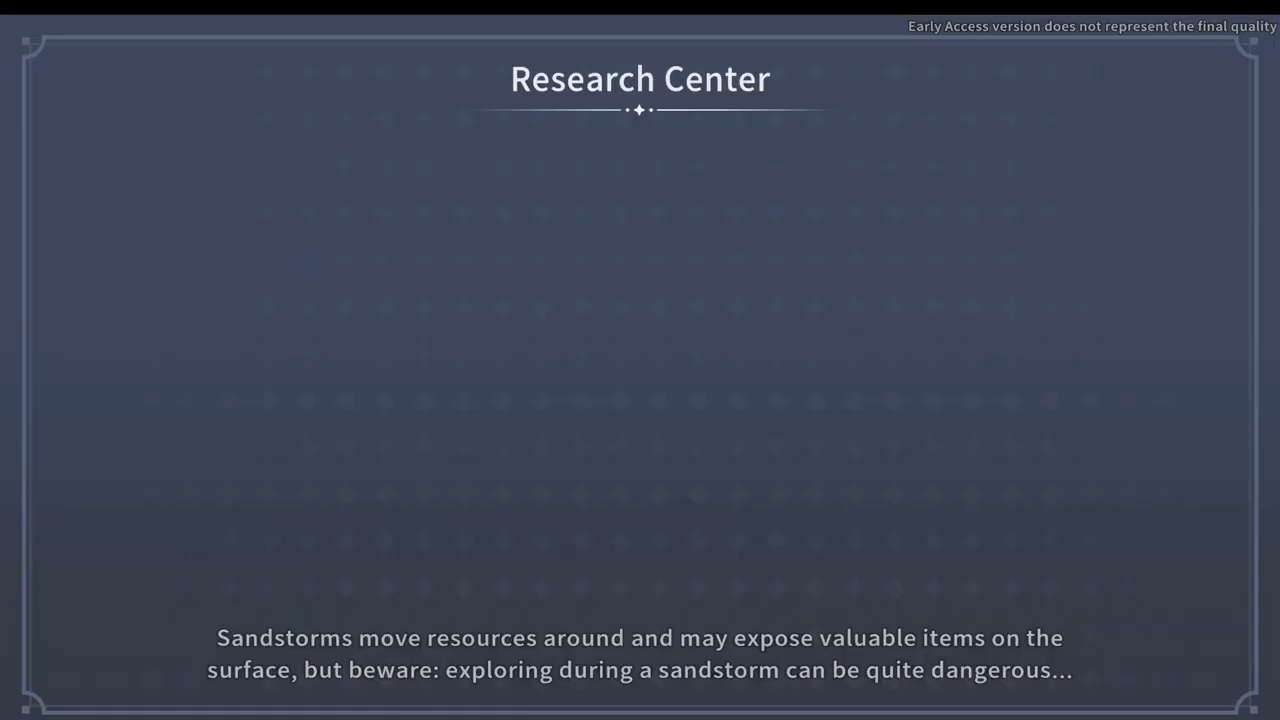 Early Access version does not represent the final quality
Research Center
Sandstorms move resources around and may expose valuable items on the
surface, but beware: exploring during a sandstorm can be quite dangerous...